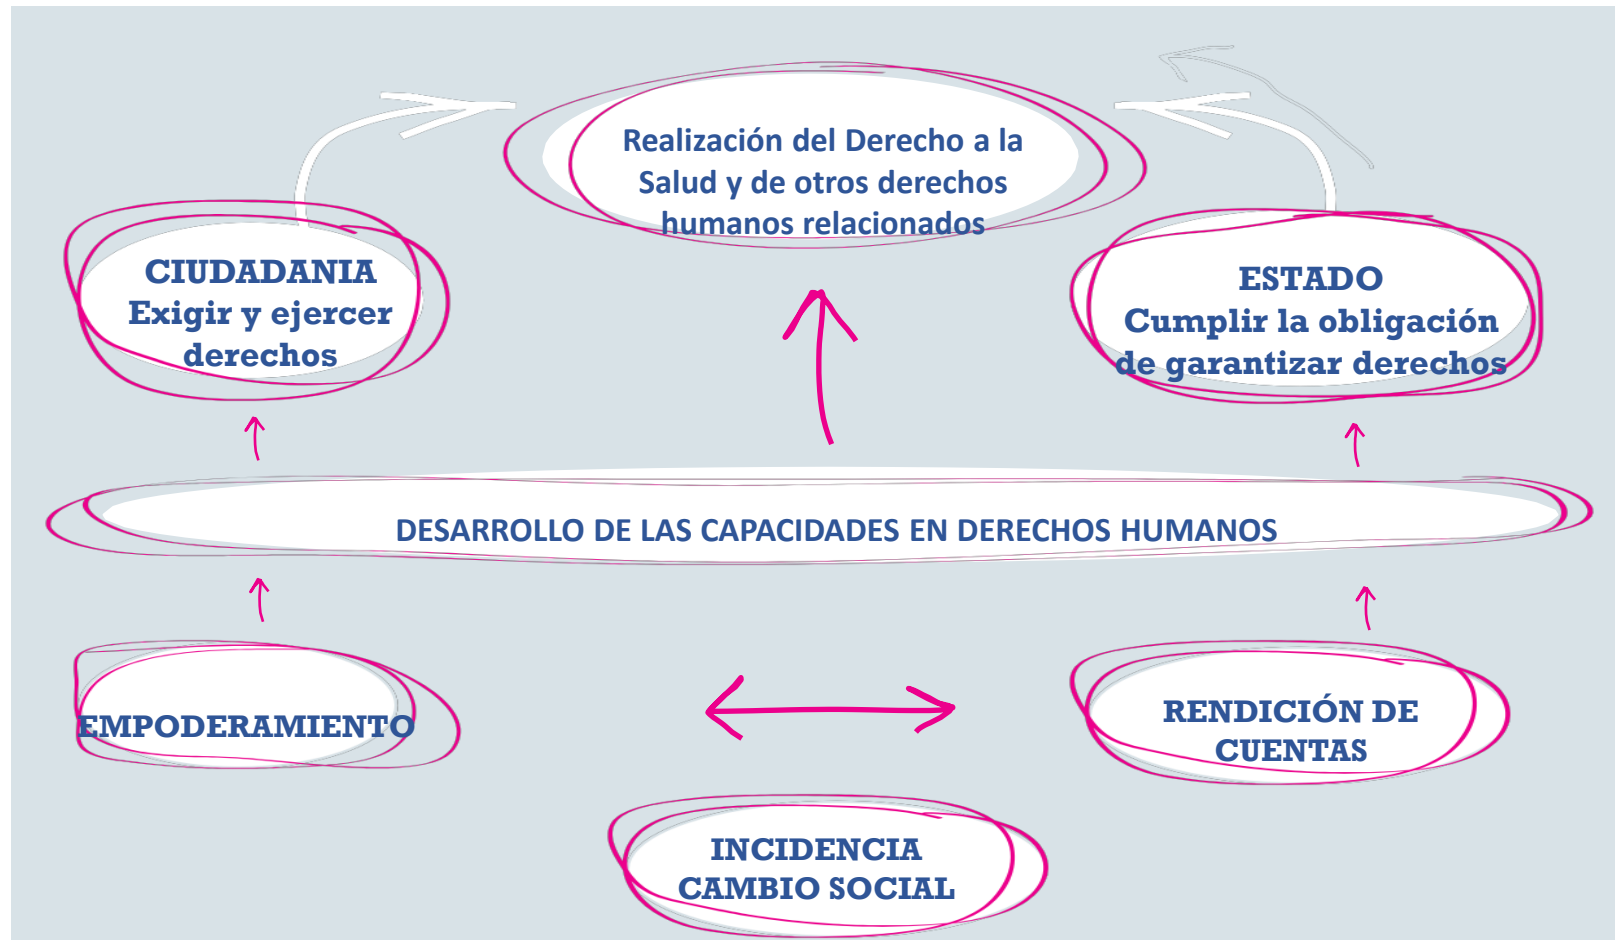 Realización del Derecho a la
Salud y de otros derechos
humanos relacionados
CIUDADANIA
Exigir y ejercer
derechos
ESTADO
Cumplir la obligación
de garantizar derechos
DESARROLLO DE LAS CAPACIDADES EN DERECHOS HUMANOS
EMPODERAMIENTO
RENDICIÓN DE
CUENTAS
INCIDENCIA
CAMBIO SOCIAL